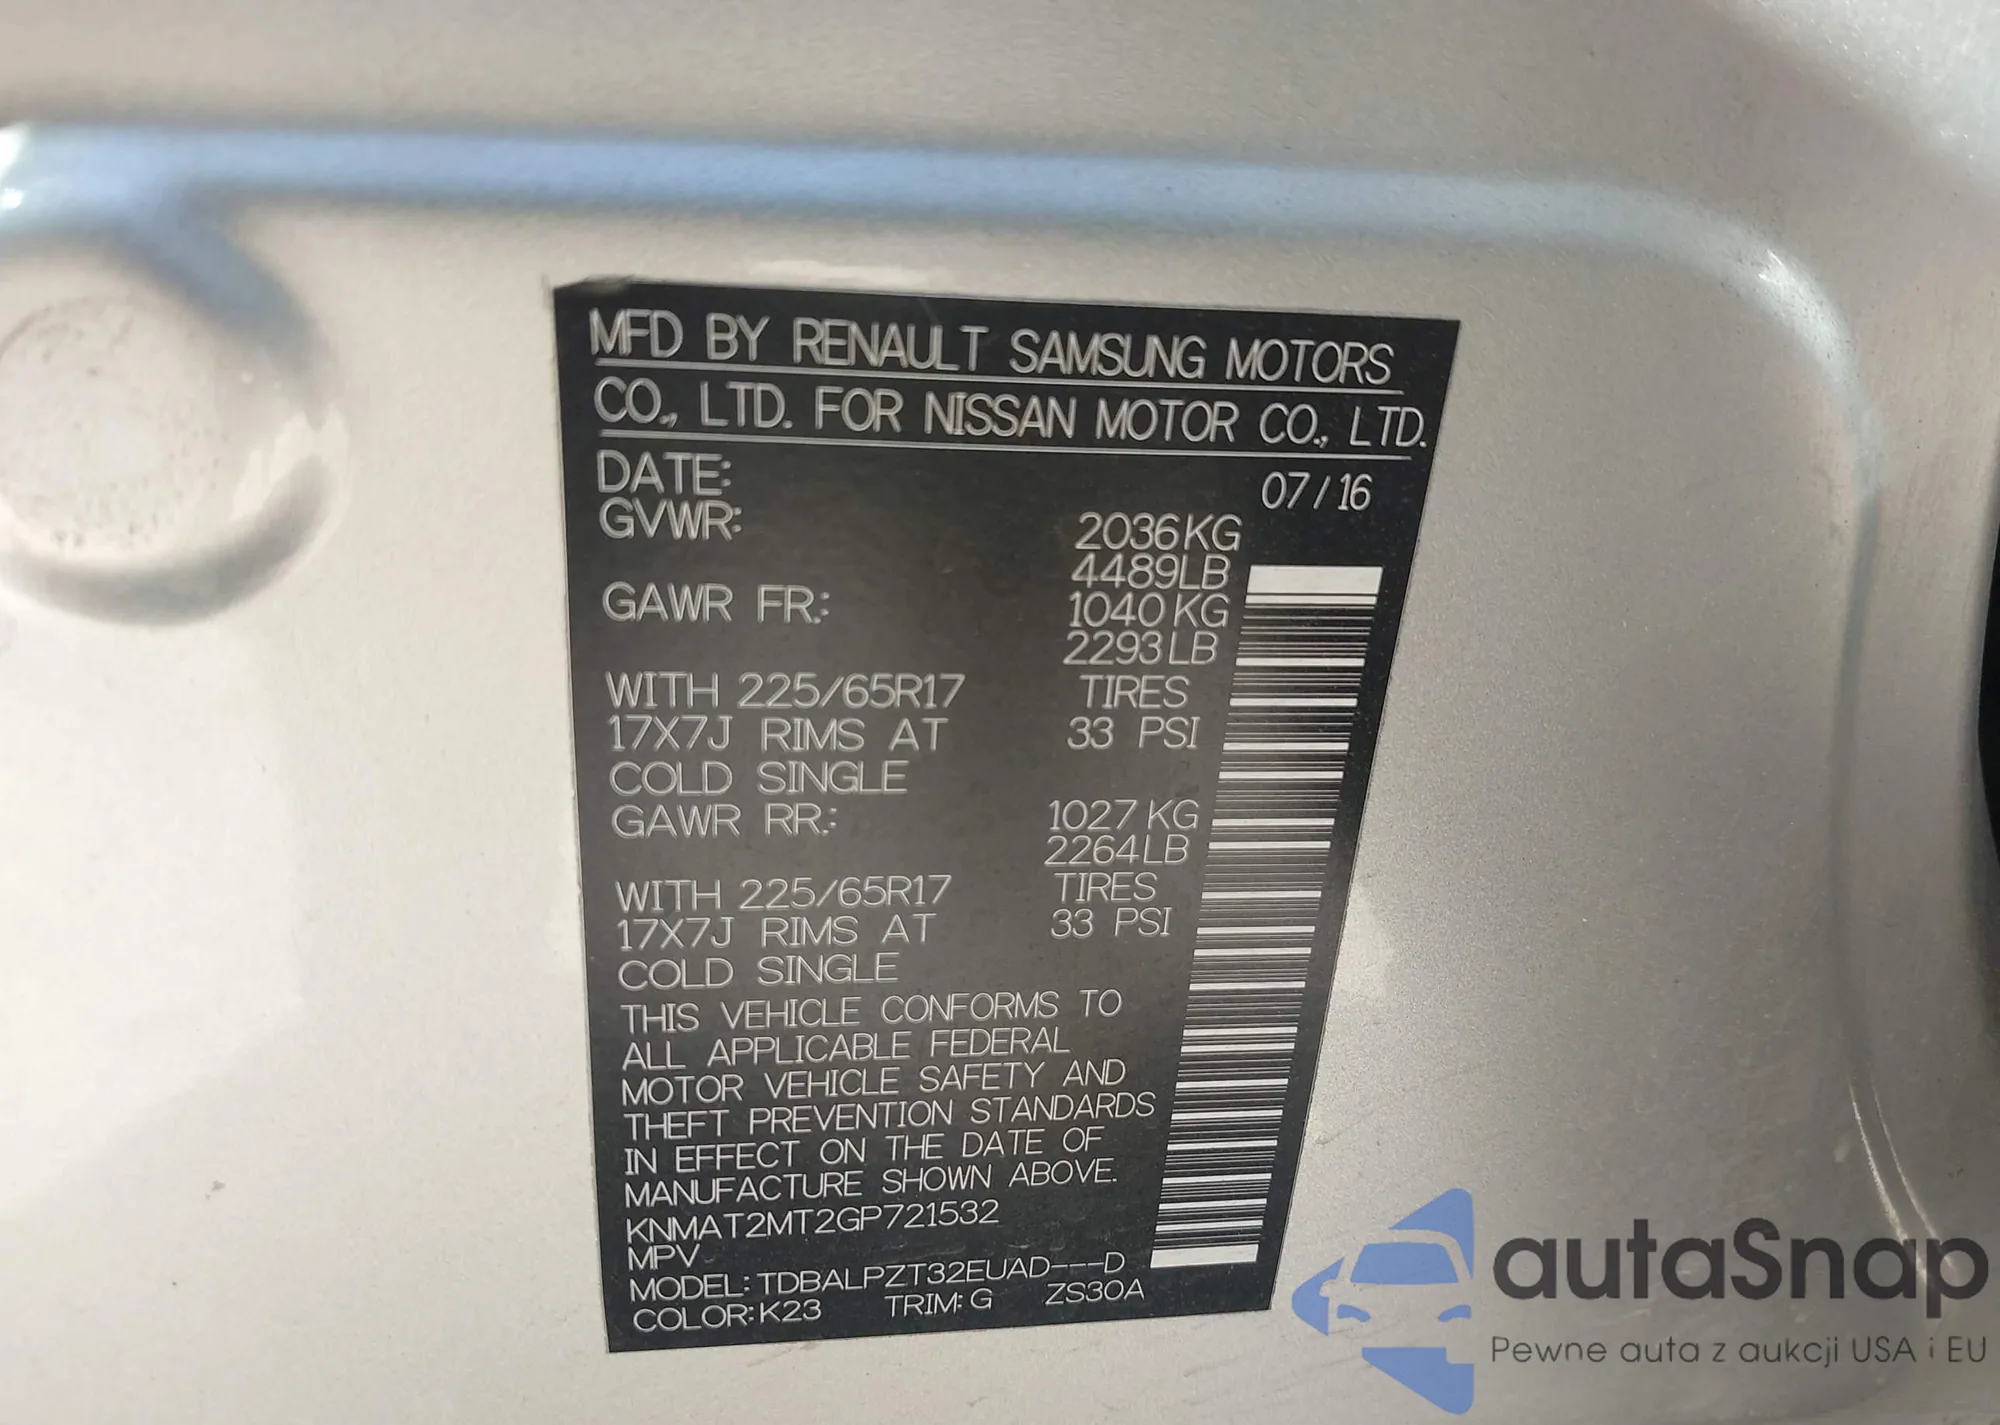 MFD BY RENAULT SAMSUNG MOTORS
CO., LTD. FOR NISSAN MOTOR CO., LTD.
DATE: 07/16
GVWR: 2036KG
4489LB
GAWR FR.: 1040KG
2293LB
WITH 225/65R17 TIRES
17X7J RIMS AT 33 PSI
COLD SINGLE
GAWR RR.: 1027KG
2264LB
WITH 225/65R17 TIRES
17X7J RIMS AT 33 PSI
COLD SINGLE
THIS VEHICLE CONFORMS TO
ALL APPLICABLE FEDERAL
MOTOR VEHICLE SAFETY AND
THEFT PREVENTION STANDARDS
IN EFFECT ON THE DATE OF
MANUFACTURE SHOWN ABOVE.
KNMAT2MT2GP721532
MPV
MODEL: TDBALPZT32EUAD---D
COLOR: K23 TRIM: G ZS30A
autaSnap
Pewne auta z aukcji USA i EU